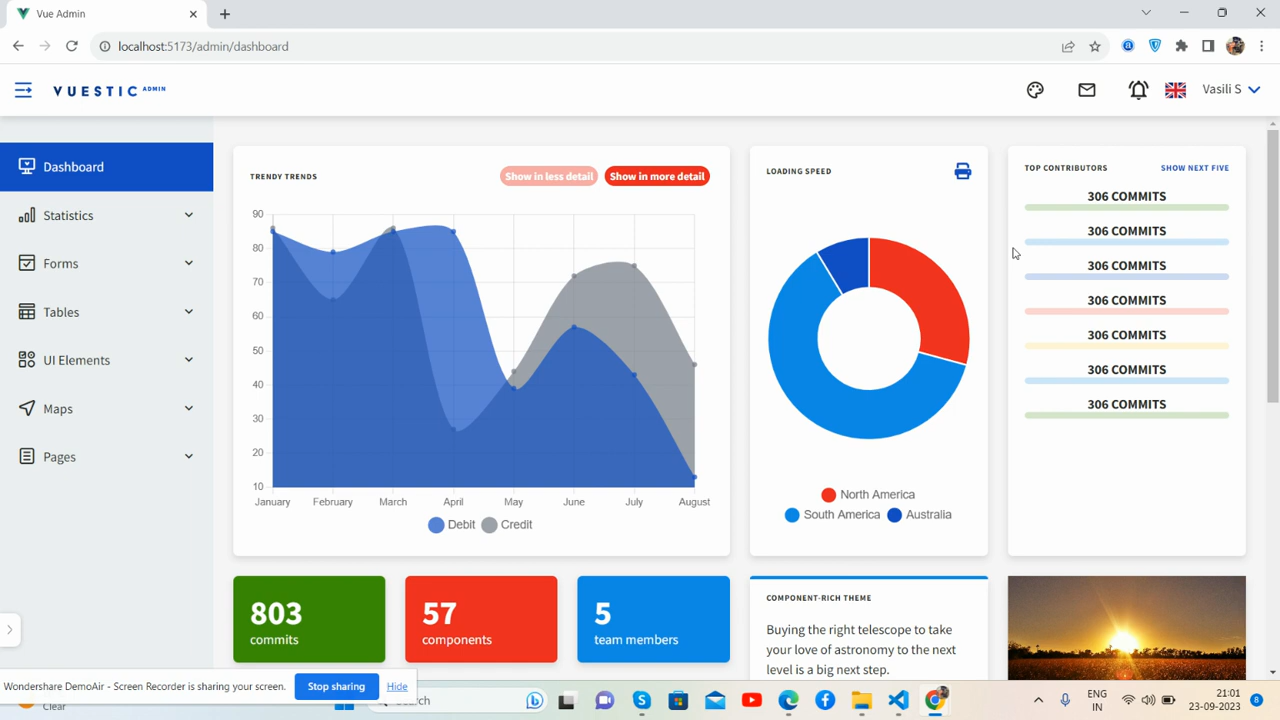 Vue Admin
localhost:5173/admin/dashboard
VUESTIC ADMIN
Vasili S
Dashboard
Statistics
Forms
Tables
UI Elements
Maps
Pages
TRENDY TRENDS
Show in less detail
Show in more detail
90
80
70
60
50
40
30
20
10
January February March April May June July August
Debit Credit
LOADING SPEED
North America
South America Australia
TOP CONTRIBUTORS SHOW NEXT FIVE
306 COMMITS
306 COMMITS
306 COMMITS
306 COMMITS
306 COMMITS
306 COMMITS
306 COMMITS
803
commits
57
components
5
team members
COMPONENT-RICH THEME
Buying the right telescope to take
your love of astronomy to the next
level is a big next step.
Wondershare DemoAir - Screen Recorder is sharing your screen. Stop sharing Hide
Clear
ENG
IN
21:01
23-09-2023
8